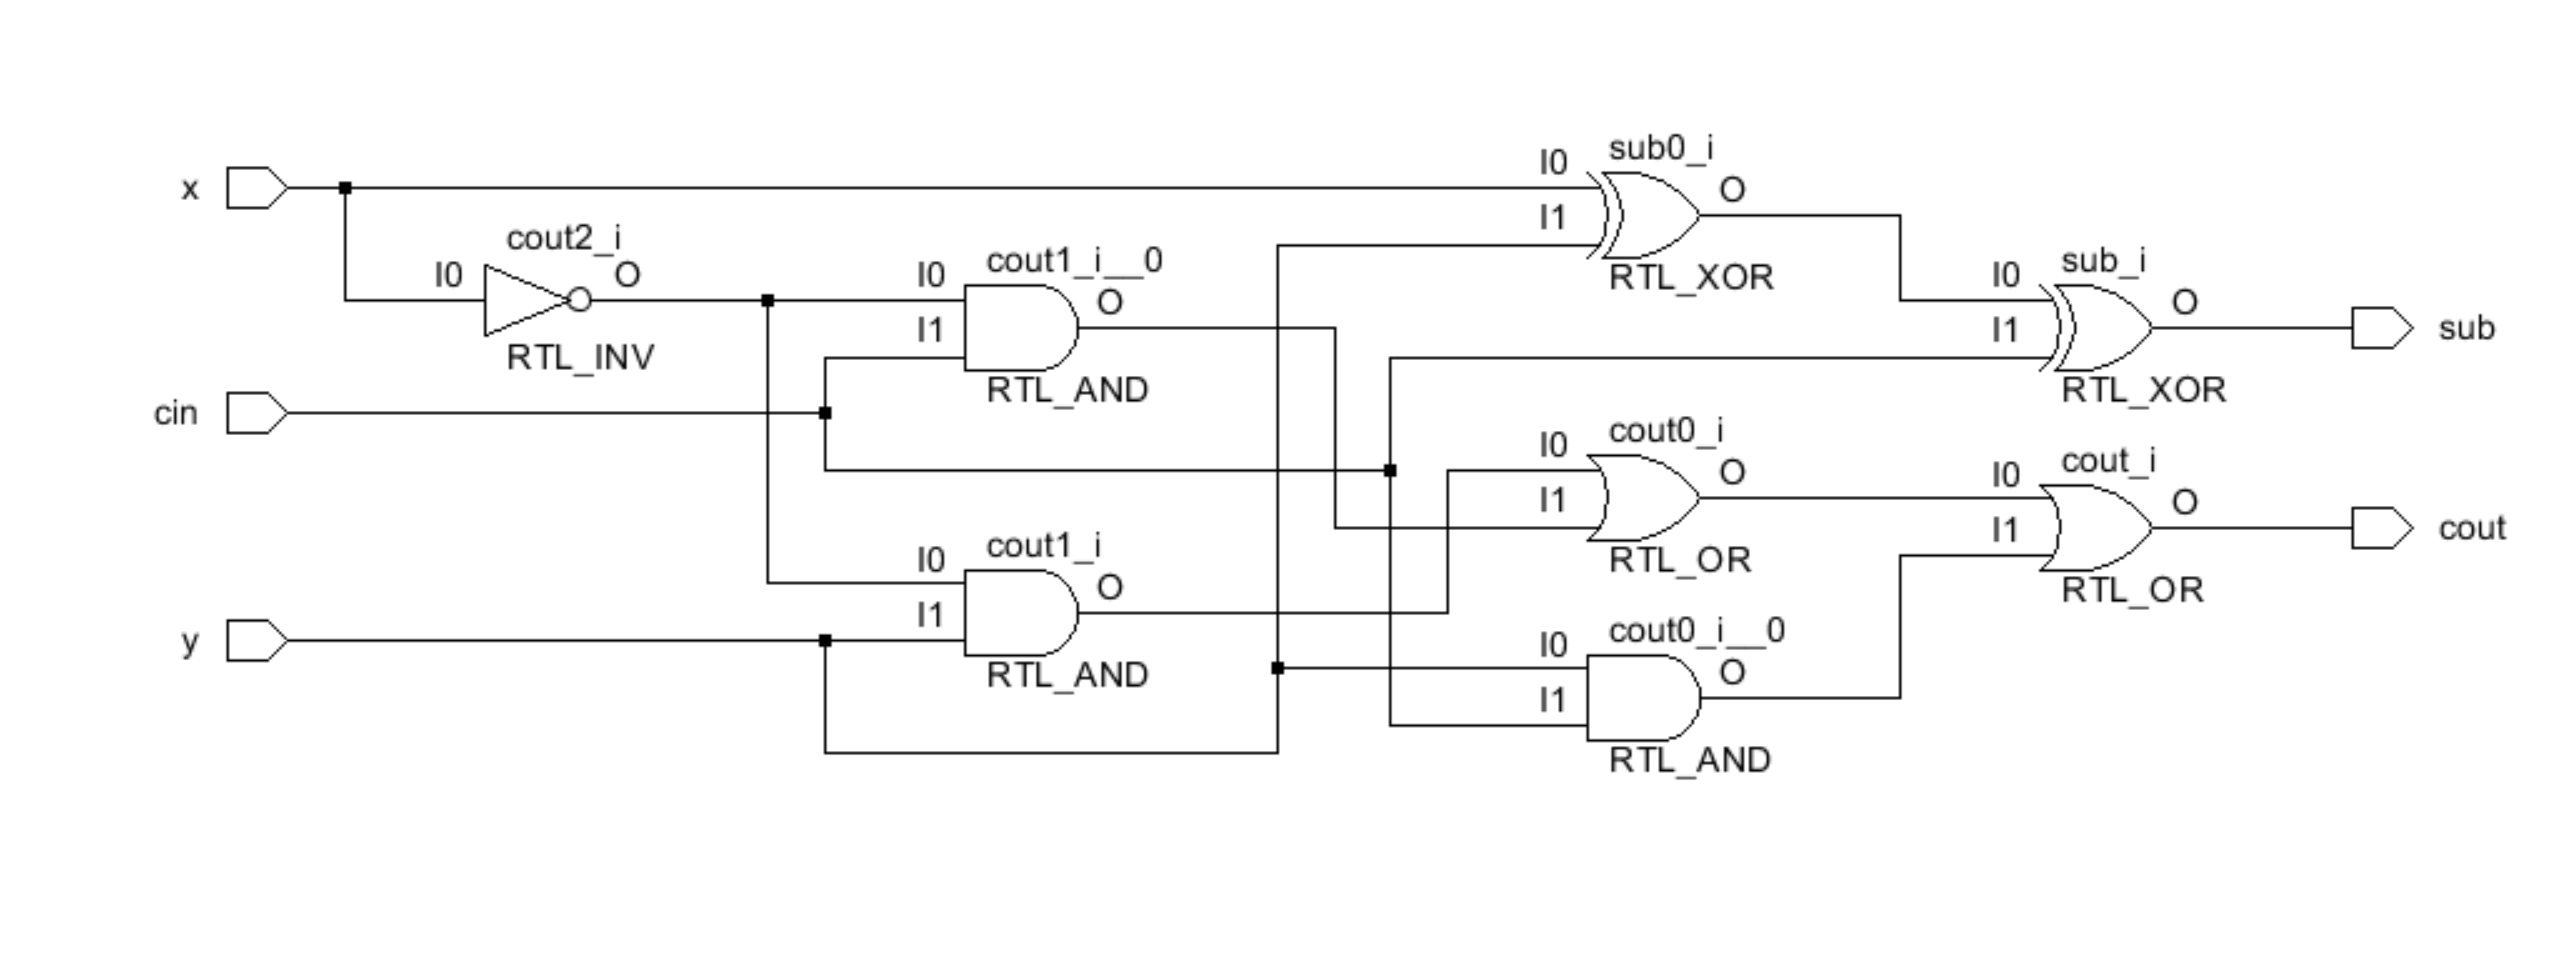 x
cin
y
I0
cout2_i
O
RTL_INV
I0
I1
cout1_i__0
O
RTL_AND
I0
I1
cout1_i
O
RTL_AND
I0
I1
sub0_i
O
RTL_XOR
I0
I1
cout0_i
O
RTL_OR
I0
I1
cout0_i__0
O
RTL_AND
I0
I1
sub_i
O
RTL_XOR
I0
I1
cout_i
O
RTL_OR
sub
cout